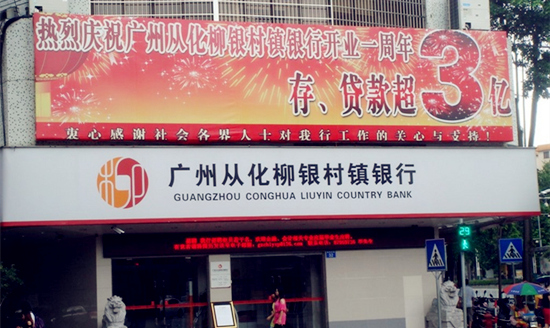 热烈庆祝广州从化柳银村镇银行开业一周年
存、贷款超3亿
衷心感谢社会各界人士对我行工作的关心与支持!
广州从化柳银村镇银行
GUANGZHOU CONGHUA LIUYIN COUNTRY BANK
29